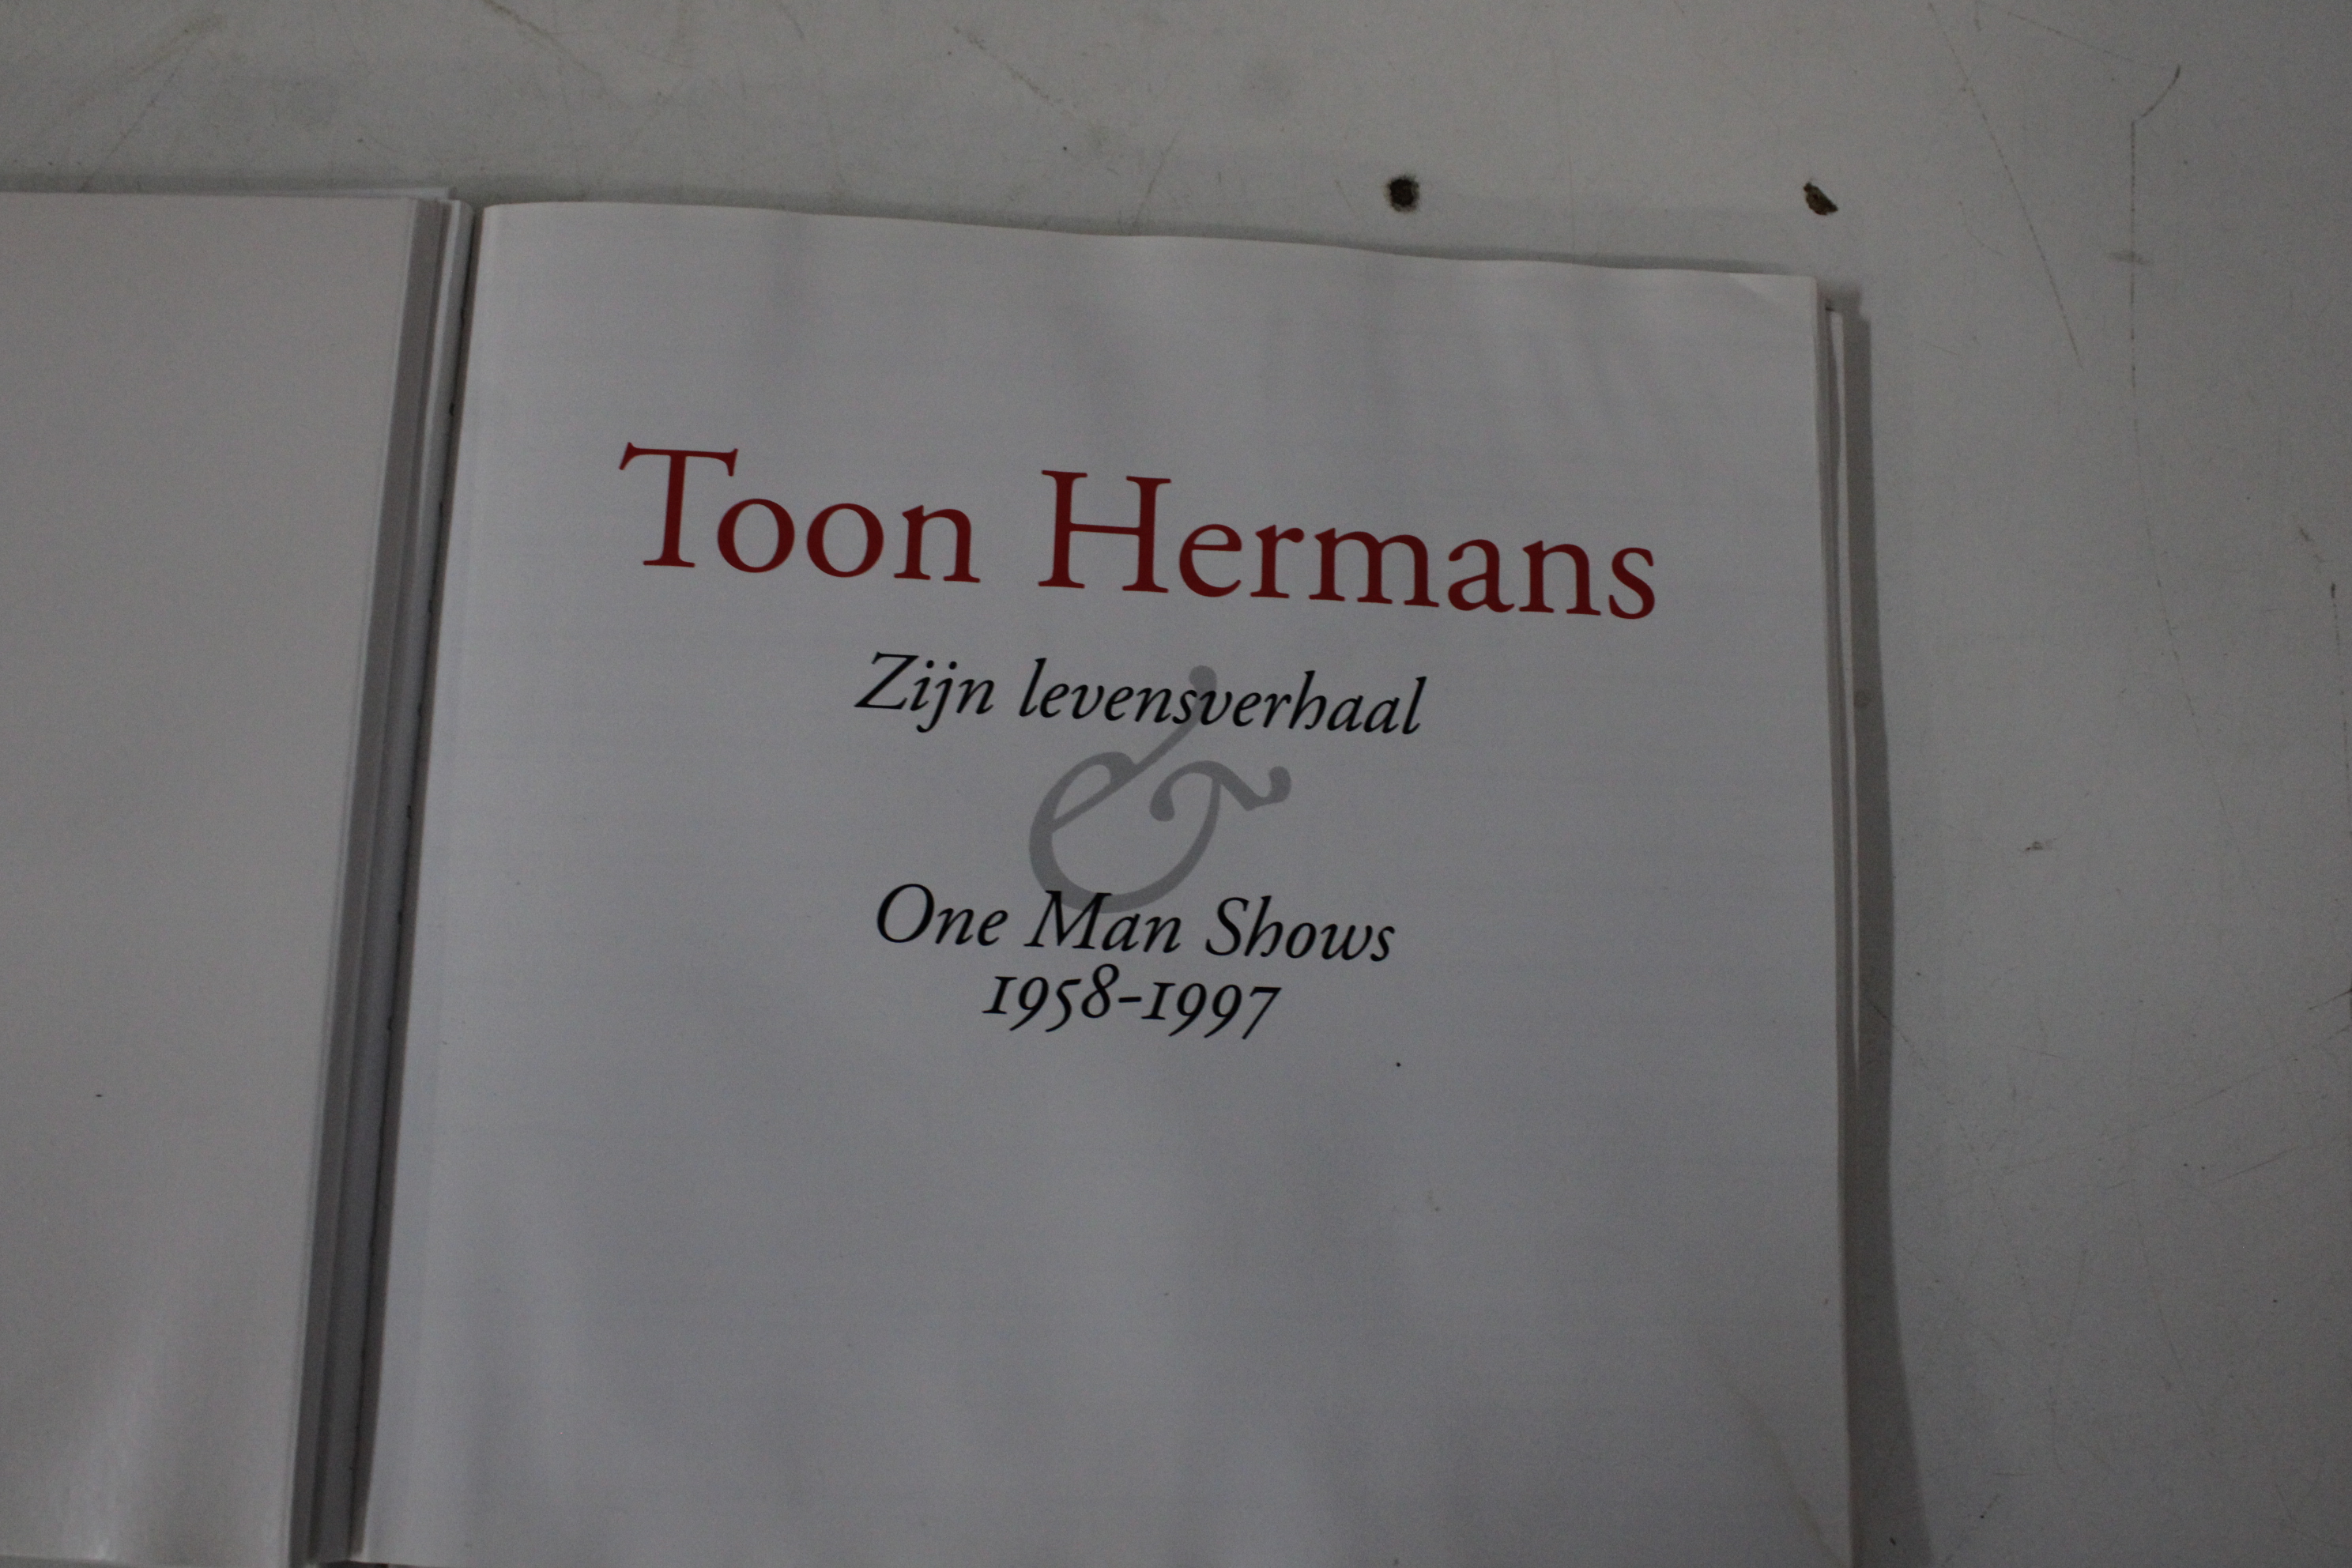 Toon Hermans
Zijn levensverhaal
&
One Man Shows
1958-1997